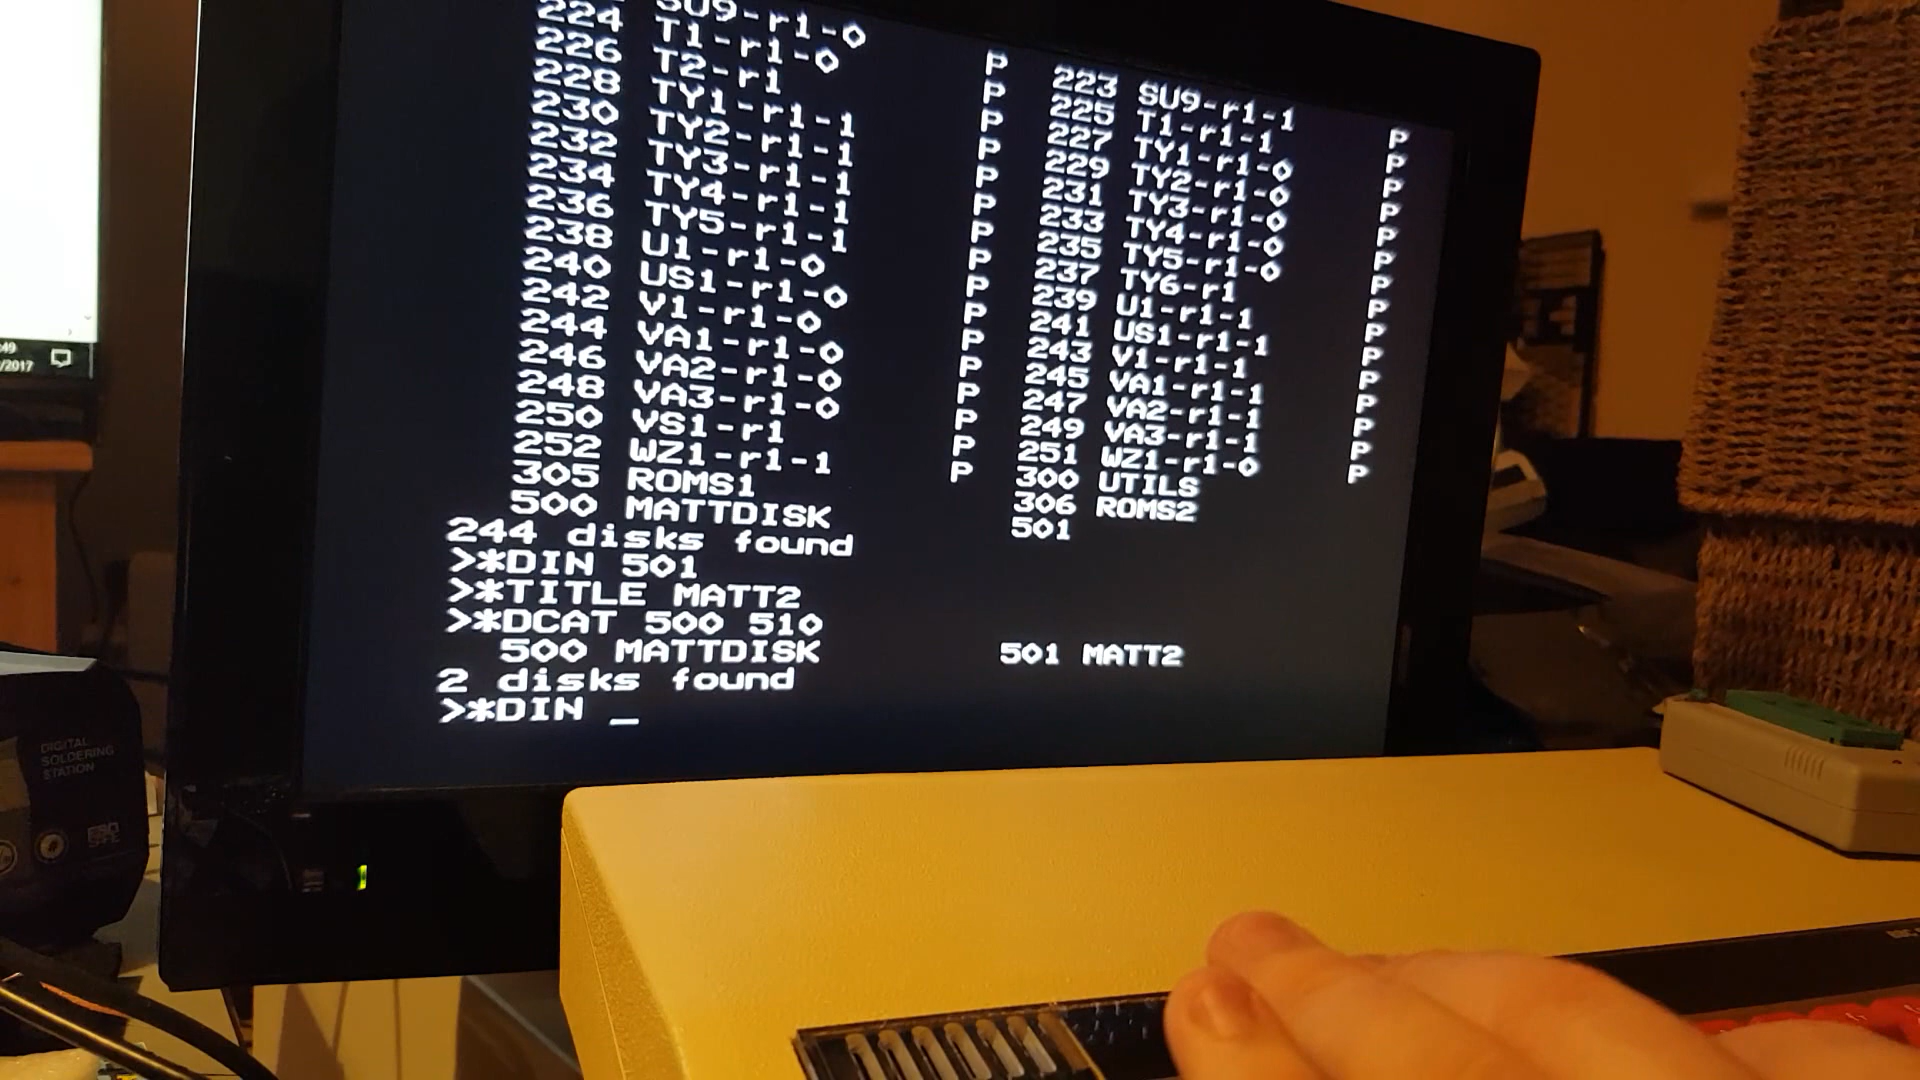 SU9-r1-0 P 223 SU9-r1-1 P
224 T1-r1-0 P 225 T1-r1-1 P
226 T2-r1 P 227 TY1-r1-0 P
228 TY1-r1-1 P 229 TY2-r1-0 P
230 TY2-r1-1 P 231 TY3-r1-0 P
232 TY3-r1-1 P 233 TY4-r1-0 P
234 TY4-r1-1 P 235 TY5-r1-0 P
236 TY5-r1-1 P 237 TY6-r1 P
238 U1-r1-0 P 239 U1-r1-1 P
240 US1-r1-0 P 241 US1-r1-1 P
242 V1-r1-0 P 243 V1-r1-1 P
244 VA1-r1-0 P 245 VA1-r1-1 P
246 VA2-r1-0 P 247 VA2-r1-1 P
248 VA3-r1-0 P 249 VA3-r1-1 P
250 VS1-r1 P 251 WZ1-r1-0 P
252 WZ1-r1-1 P 300 UTILS
305 ROMS1 306 ROMS2
500 MATTDISK 501
244 disks found
>*DIN 501
>*TITLE MATT2
>*DCAT 500 510
500 MATTDISK 501 MATT2
2 disks found
>*DIN _
:49
/2017
DIGITAL
SOLDERING
STATION